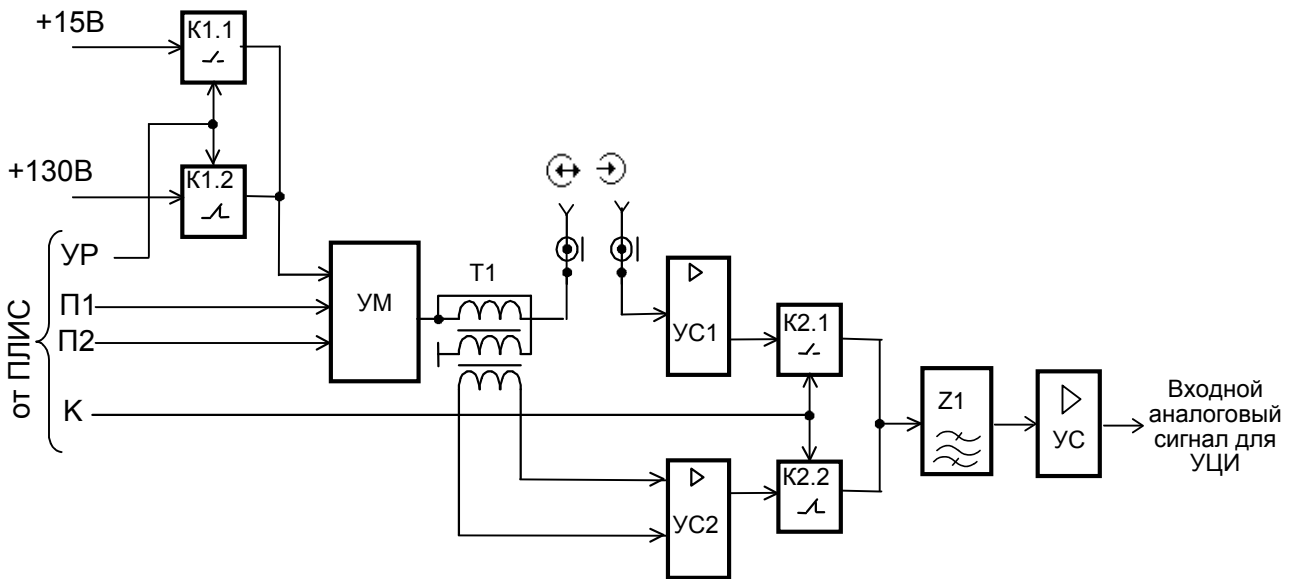 +15В
К1.1
+130В
К1.2
УР
П1
П2
К
от ПЛИС
УМ
Т1
УС1
К2.1
УС2
К2.2
Z1
УС
Входной
аналоговый
сигнал для
УЦИ